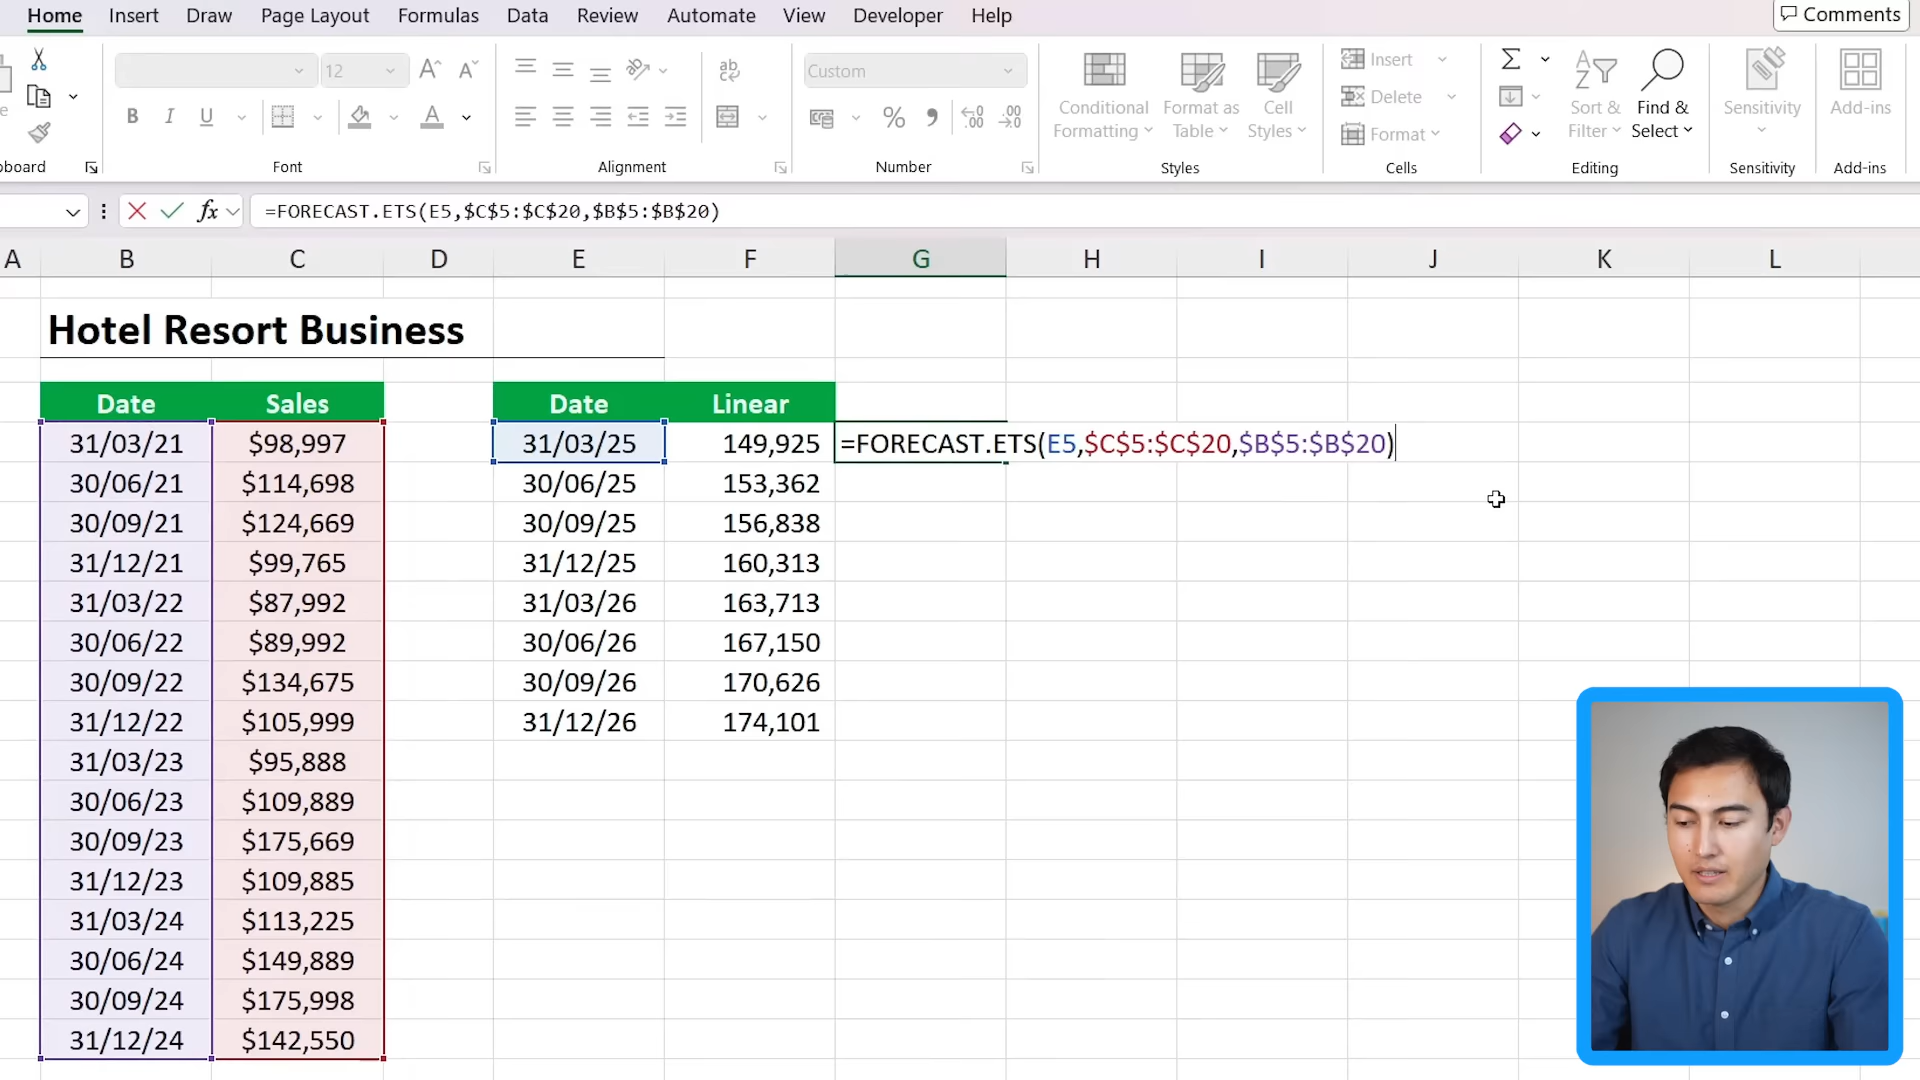 Home Insert Draw Page Layout Formulas Data Review Automate View Developer Help Comments
12 Custom Insert
Delete
Format
Conditional Formatting Format as Table Cell Styles Sort & Filter Find & Select Sensitivity Add-ins
Font Alignment Number Styles Cells Editing Sensitivity Add-ins
=FORECAST.ETS(E5,$C$5:$C$20,$B$5:$B$20)
A B C D E F G H I J K L
Hotel Resort Business
Date Sales Date Linear
31/03/21 $98,997 31/03/25 149,925 =FORECAST.ETS(E5,$C$5:$C$20,$B$5:$B$20)
30/06/21 $114,698 30/06/25 153,362
30/09/21 $124,669 30/09/25 156,838
31/12/21 $99,765 31/12/25 160,313
31/03/22 $87,992 31/03/26 163,713
30/06/22 $89,992 30/06/26 167,150
30/09/22 $134,675 30/09/26 170,626
31/12/22 $105,999 31/12/26 174,101
31/03/23 $95,888
30/06/23 $109,889
30/09/23 $175,669
31/12/23 $109,885
31/03/24 $113,225
30/06/24 $149,889
30/09/24 $175,998
31/12/24 $142,550